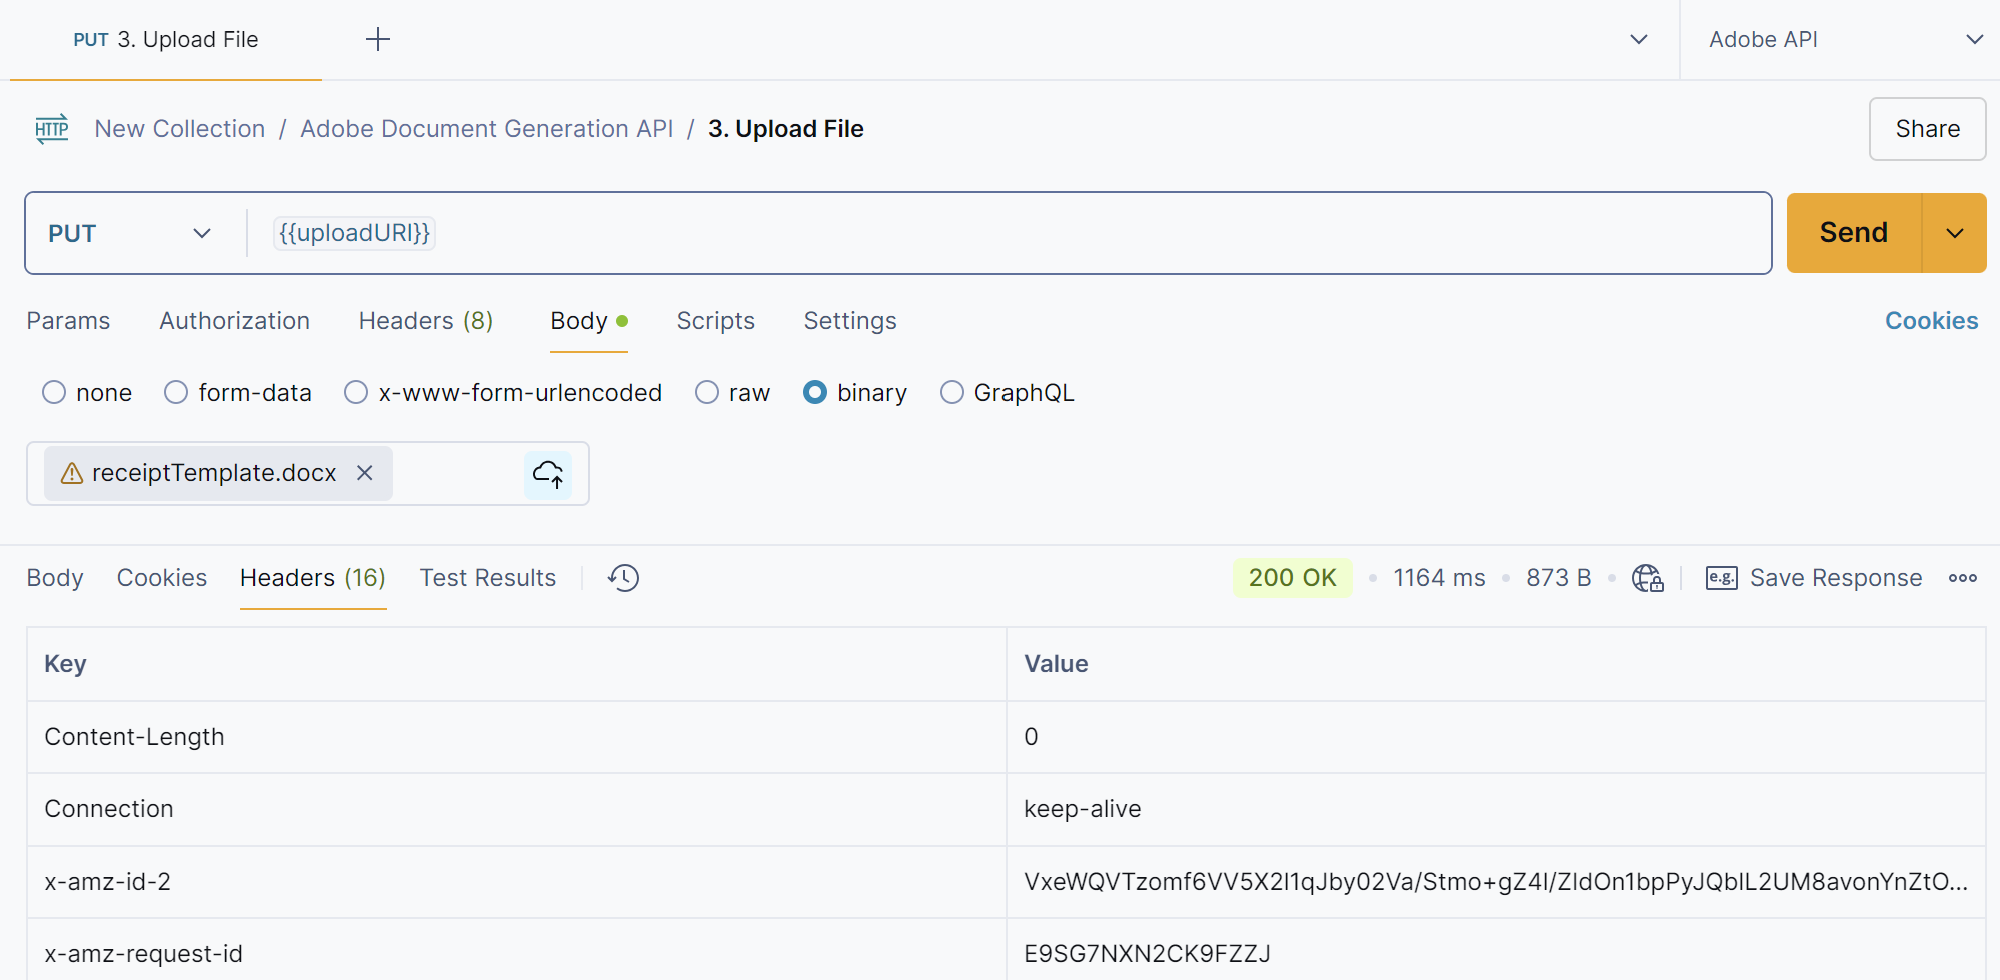 PUT 3. Upload File
Adobe API
HTTP New Collection / Adobe Document Generation API / 3. Upload File
Share
PUT {{uploadURI}}
Send
Params Authorization Headers (8) Body Scripts Settings Cookies
none form-data x-www-form-urlencoded raw binary GraphQL
receiptTemplate.docx
Body Cookies Headers (16) Test Results 200 OK 1164 ms 873 B e.g. Save Response
Key Value
Content-Length 0
Connection keep-alive
x-amz-id-2 VxeWQVTzomf6VV5X2l1qJby02Va/Stmo+gZ4I/ZIdOn1bpPyJQblL2UM8avonYnZtO...
x-amz-request-id E9SG7NXN2CK9FZZJ